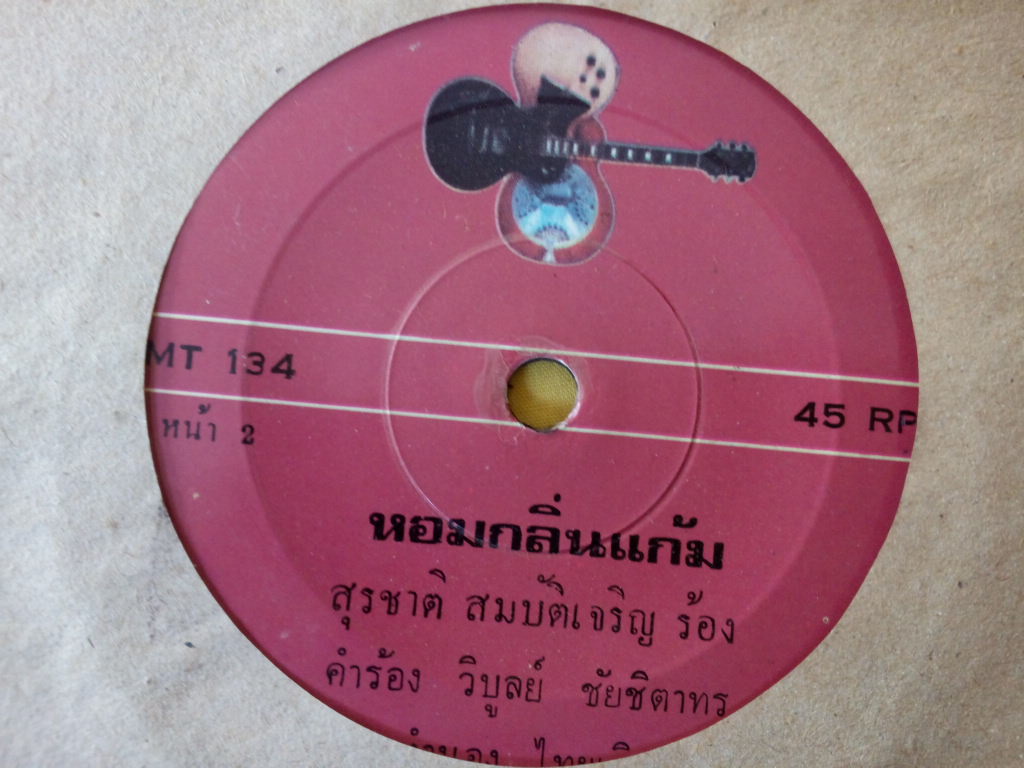 MT 134
45 RP
หน้า 2
หอมกลิ่นแก้ม
สุรชาติ สมบัติเจริญ ร้อง
คำร้อง วิบูลย์ ชัยชิตาทร